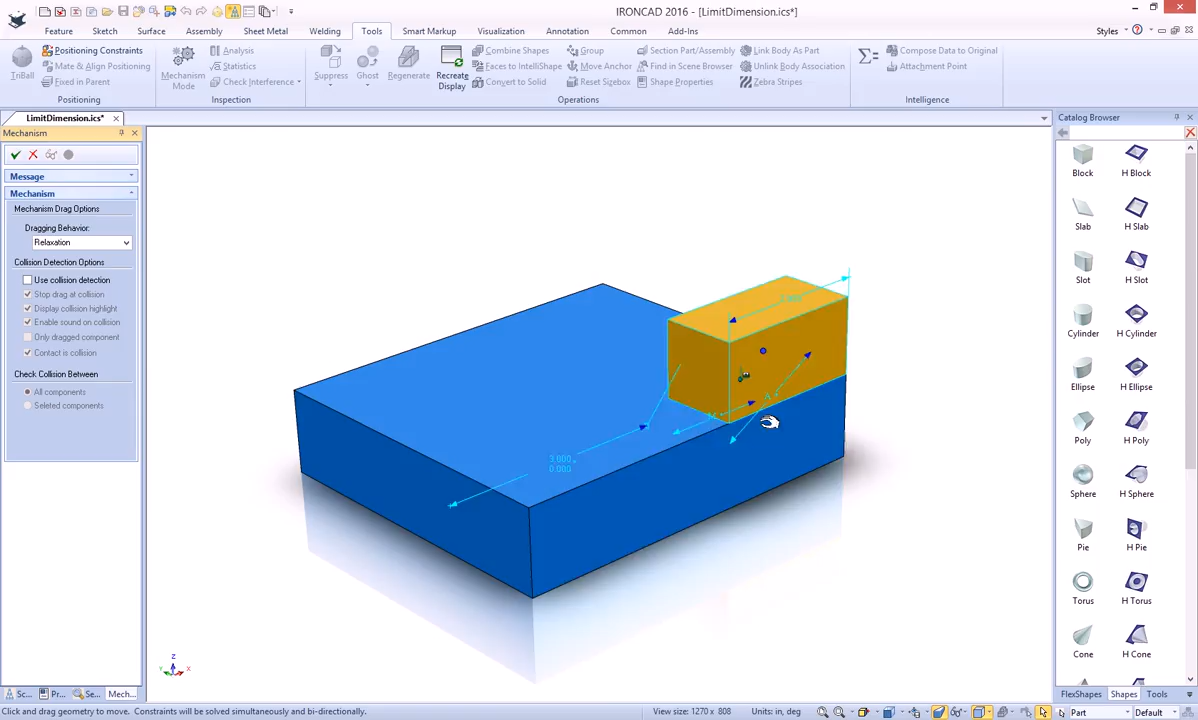 IRONCAD 2016 - [LimitDimension.ics*]
Feature Sketch Surface Assembly Sheet Metal Welding Tools Smart Markup Visualization Annotation Common Add-Ins Styles
TriBall
Positioning Constraints
Mate & Align Positioning
Fixed in Parent
Positioning
Mechanism Mode
Analysis
Statistics
Check Interference
Inspection
Suppress
Ghost
Regenerate
Recreate Display
Combine Shapes
Faces to IntelliShape
Convert to Solid
Group
Move Anchor
Reset Sizebox
Section Part/Assembly
Find in Scene Browser
Shape Properties
Link Body As Part
Unlink Body Association
Zebra Stripes
Operations
Compose Data to Original
Attachment Point
Intelligence
LimitDimension.ics*
Mechanism
Message
Mechanism
Mechanism Drag Options
Dragging Behavior:
Relaxation
Collision Detection Options
Use collision detection
Stop drag at collision
Display collision highlight
Enable sound on collision
Only dragged component
Contact is collision
Check Collision Between
All components
Seleted components
Sc... Pr... Se... Mech...
3.000
0.000
Catalog Browser
Block H Block
Slab H Slab
Slot H Slot
Cylinder H Cylinder
Ellipse H Ellipse
Poly H Poly
Sphere H Sphere
Pie H Pie
Torus H Torus
Cone H Cone
FlexShapes Shapes Tools
Z
Y X
Click and drag geometry to move. Constraints will be solved simultaneously and bi-directionally.
View size: 1270 x 808 Units: in, deg Part Default